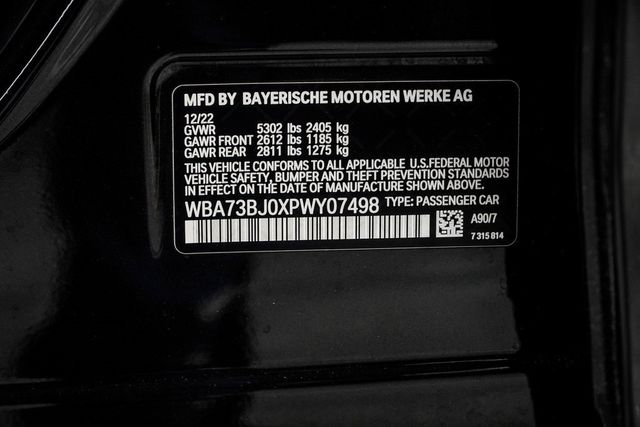 MFD BY BAYERISCHE MOTOREN WERKE AG
12/22
GVWR 5302 lbs 2405 kg
GAWR FRONT 2612 lbs 1185 kg
GAWR REAR 2811 lbs 1275 kg
THIS VEHICLE CONFORMS TO ALL APPLICABLE U.S.FEDERAL MOTOR
VEHICLE SAFETY, BUMPER AND THEFT PREVENTION STANDARDS
IN EFFECT ON THE DATE OF MANUFACTURE SHOWN ABOVE.
WBA73BJ0XPWY07498 TYPE: PASSENGER CAR
A90/7
7 315 814